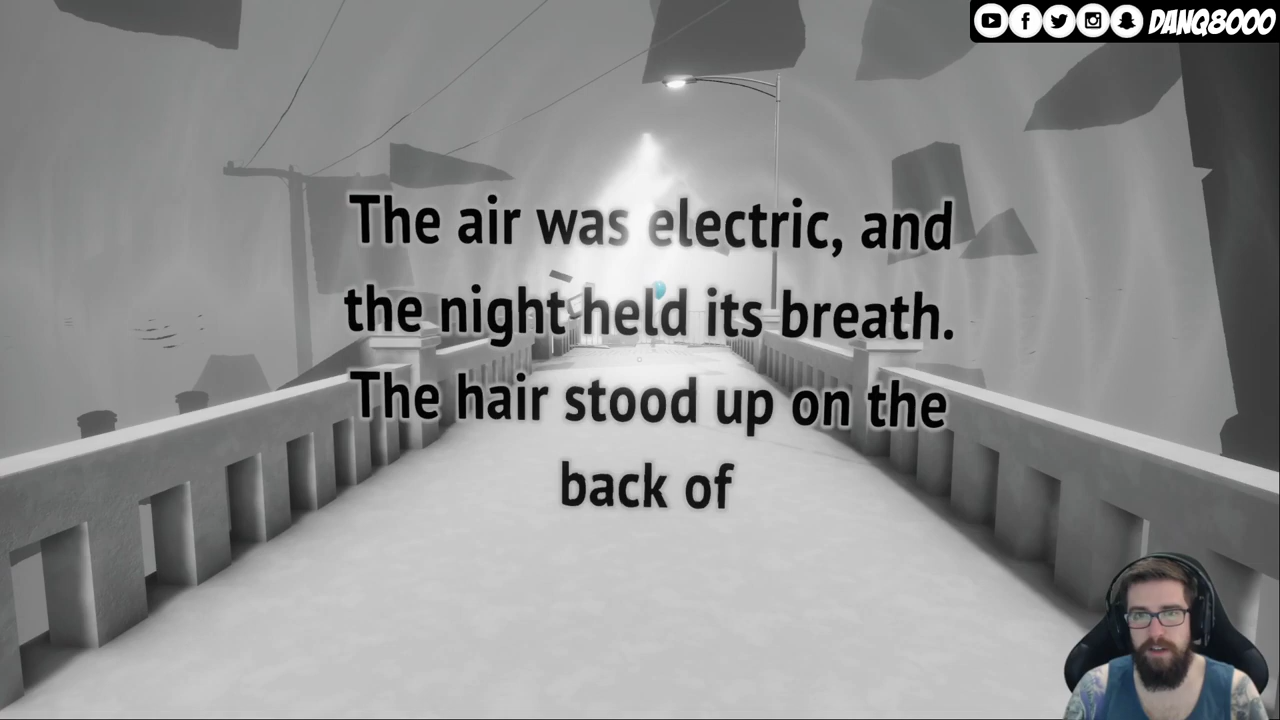 DANQ8000
The air was electric, and
the night held its breath.
The hair stood up on the
back of